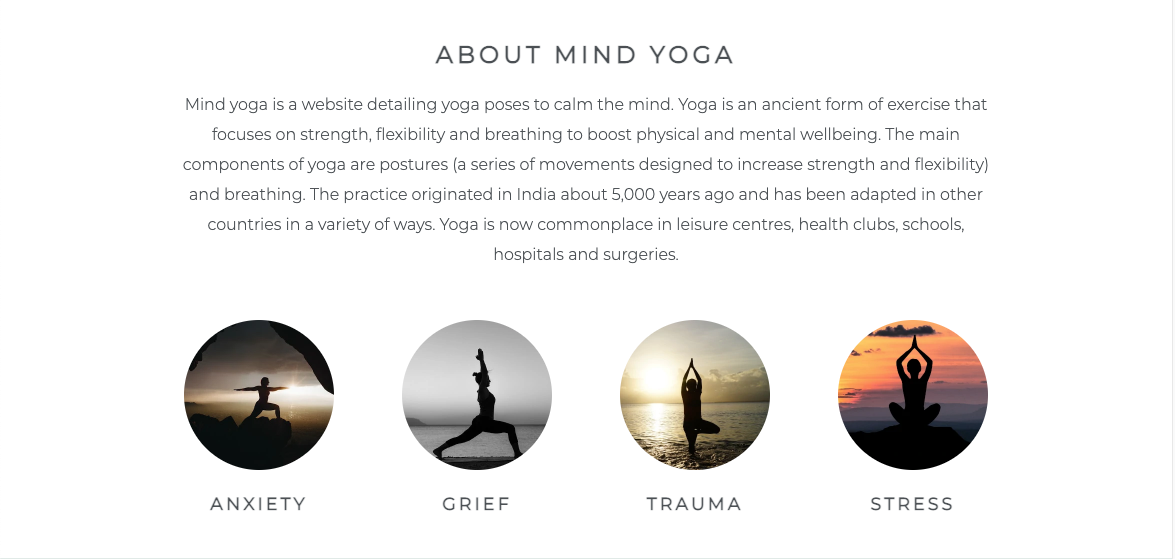 ABOUT MIND YOGA
Mind yoga is a website detailing yoga poses to calm the mind. Yoga is an ancient form of exercise that
focuses on strength, flexibility and breathing to boost physical and mental wellbeing. The main
components of yoga are postures (a series of movements designed to increase strength and flexibility)
and breathing. The practice originated in India about 5,000 years ago and has been adapted in other
countries in a variety of ways. Yoga is now commonplace in leisure centres, health clubs, schools,
hospitals and surgeries.
ANXIETY
GRIEF
TRAUMA
STRESS